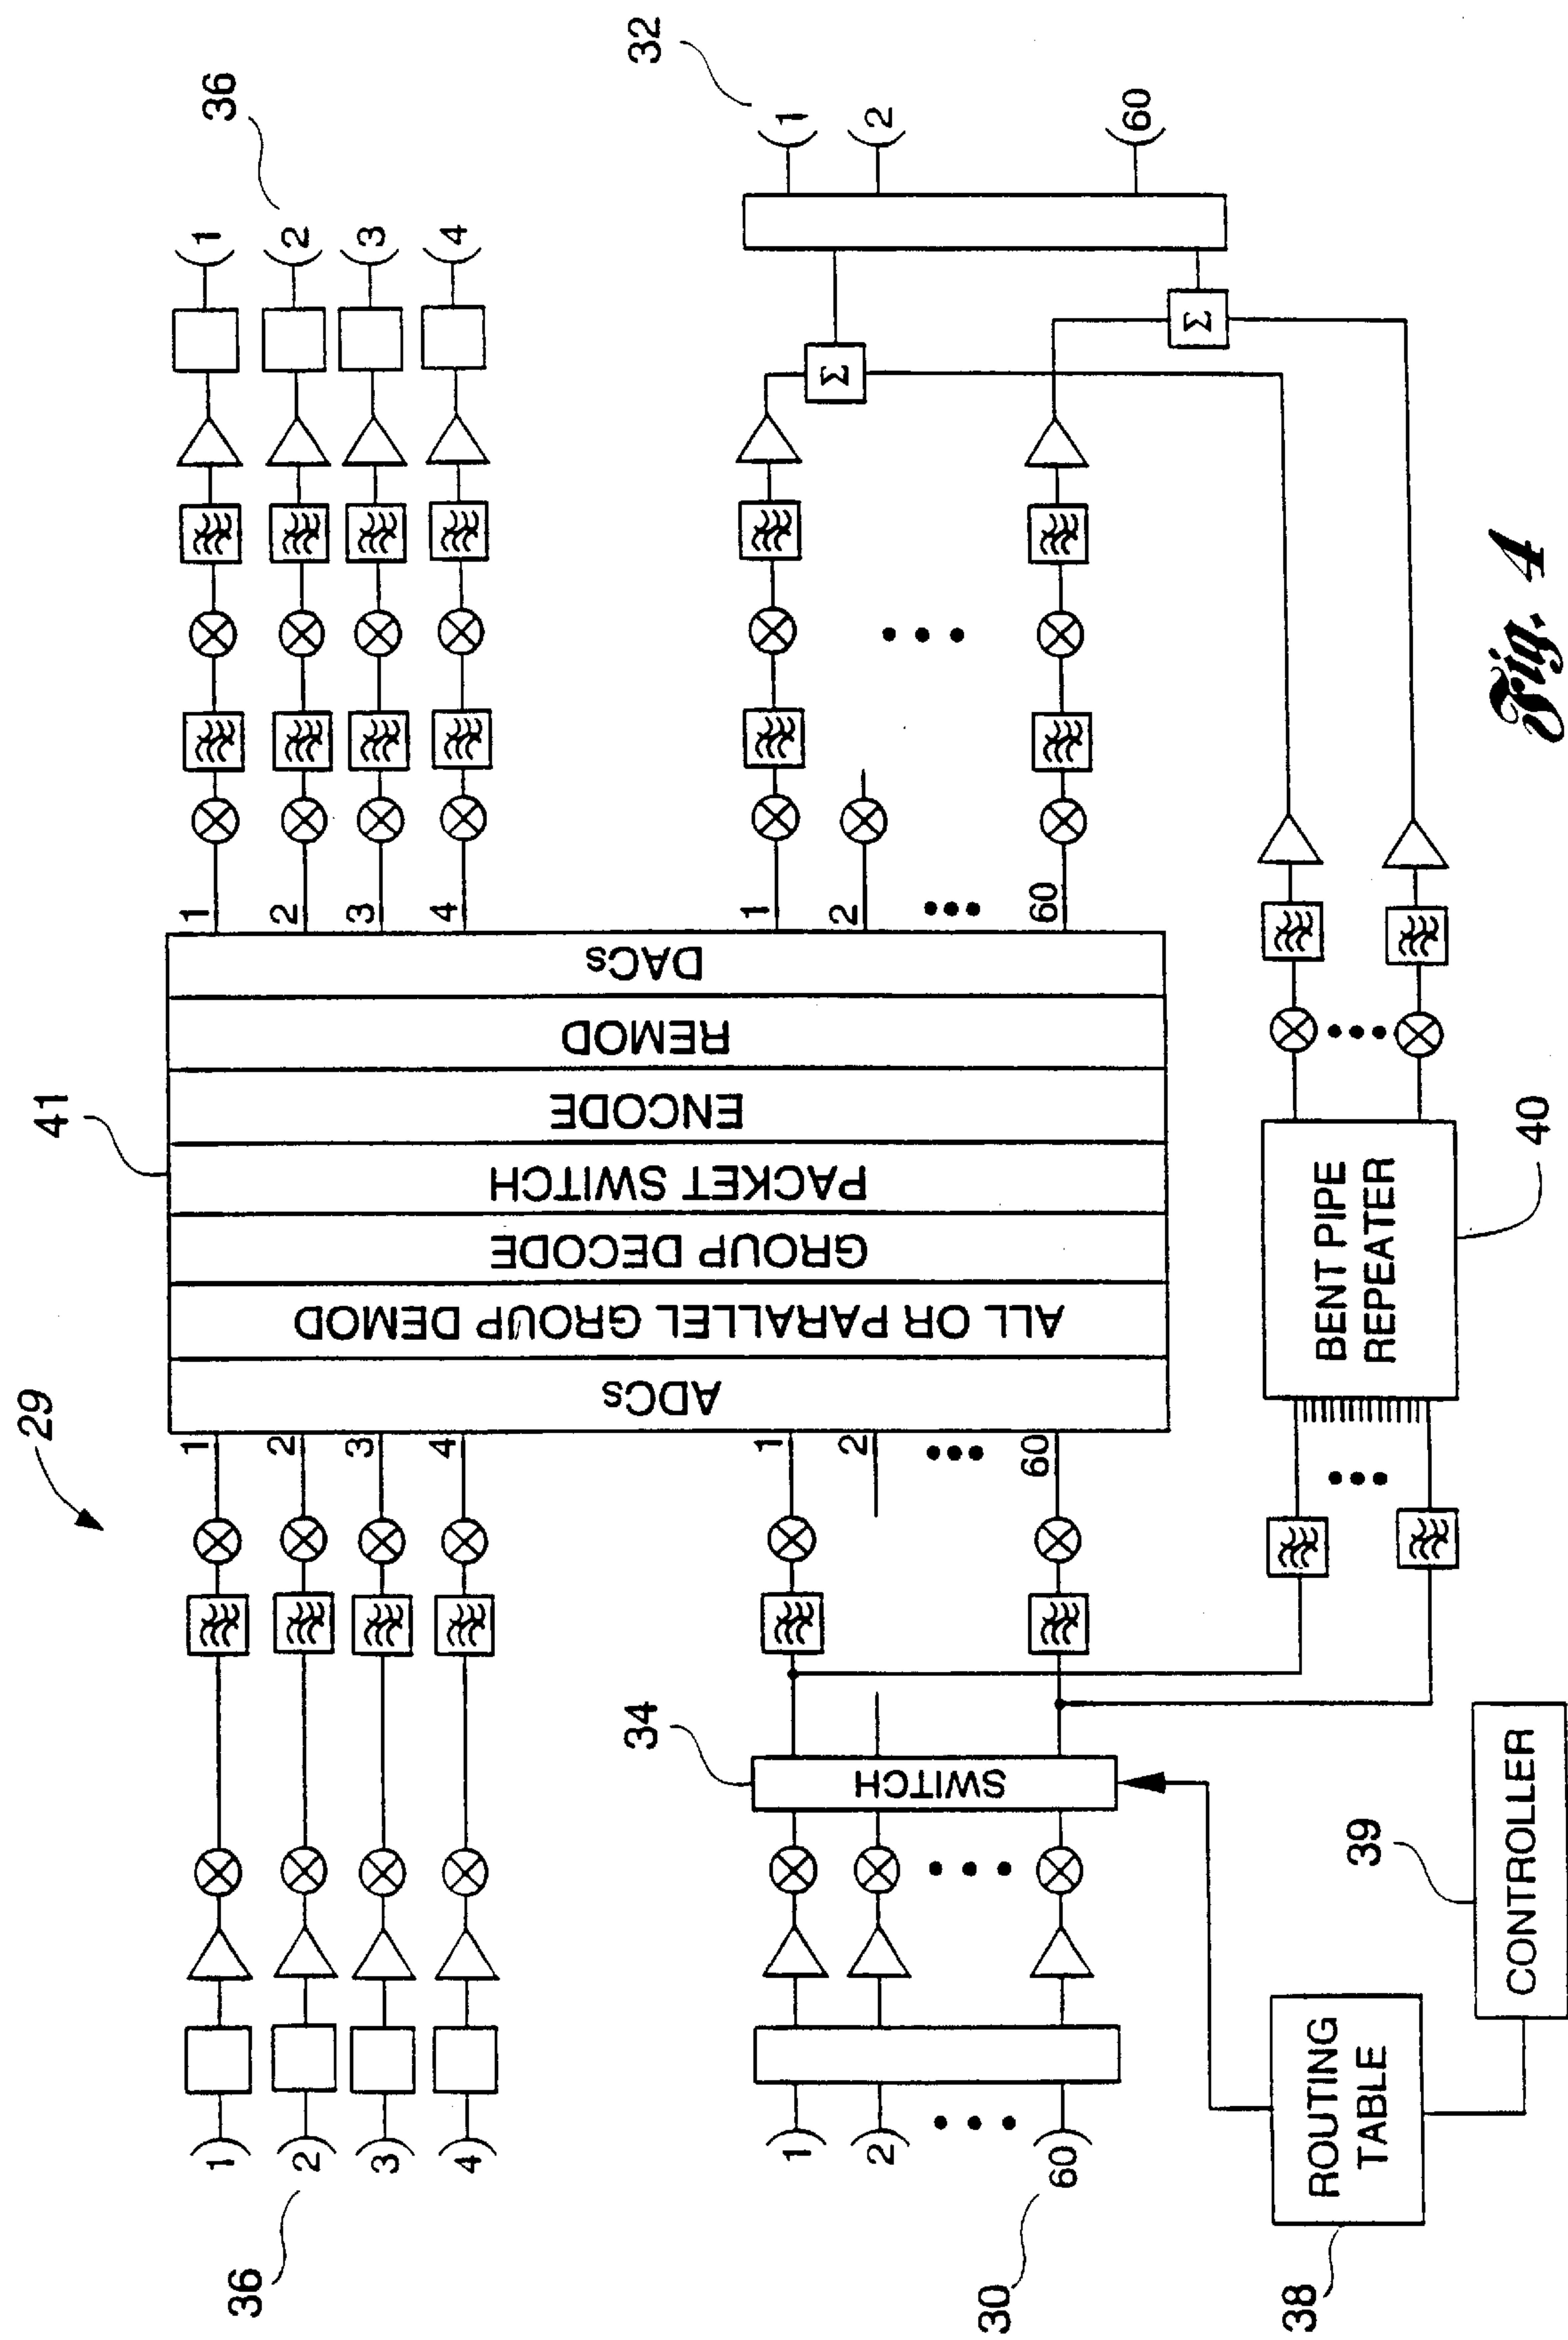 29
41
36
1
2
3
4
1
2
3
4
1
2
3
4
1
2
3
4
36
ADCs
ALL OR PARALLEL GROUP DEMOD
GROUP DECODE
PACKET SWITCH
ENCODE
REMOD
DACs
30
1
2
60
34
SWITCH
1
2
60
1
2
60
Σ
Σ
32
1
2
60
38
ROUTING
TABLE
39
CONTROLLER
BENT PIPE
REPEATER
40
Fig. 4